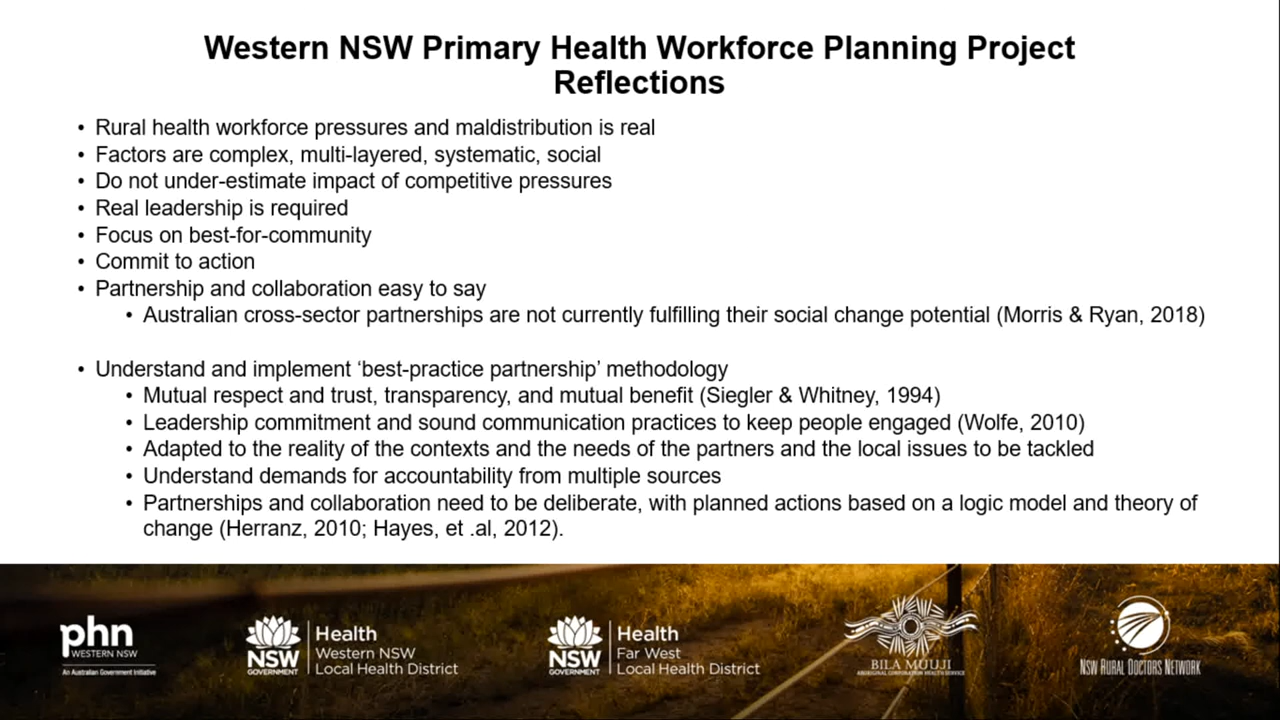 Western NSW Primary Health Workforce Planning Project
Reflections
• Rural health workforce pressures and maldistribution is real
• Factors are complex, multi-layered, systematic, social
• Do not under-estimate impact of competitive pressures
• Real leadership is required
• Focus on best-for-community
• Commit to action
• Partnership and collaboration easy to say
• Australian cross-sector partnerships are not currently fulfilling their social change potential (Morris & Ryan, 2018)
• Understand and implement ‘best-practice partnership’ methodology
• Mutual respect and trust, transparency, and mutual benefit (Siegler & Whitney, 1994)
• Leadership commitment and sound communication practices to keep people engaged (Wolfe, 2010)
• Adapted to the reality of the contexts and the needs of the partners and the local issues to be tackled
• Understand demands for accountability from multiple sources
• Partnerships and collaboration need to be deliberate, with planned actions based on a logic model and theory of
change (Herranz, 2010; Hayes, et .al, 2012).
phn
WESTERN NSW
An Australian Government Initiative
NSW
GOVERNMENT
Health
Western NSW
Local Health District
NSW
GOVERNMENT
Health
Far West
Local Health District
BILA MUUJI
ABORIGINAL CORPORATION HEALTH SERVICE
NSW RURAL DOCTORS NETWORK